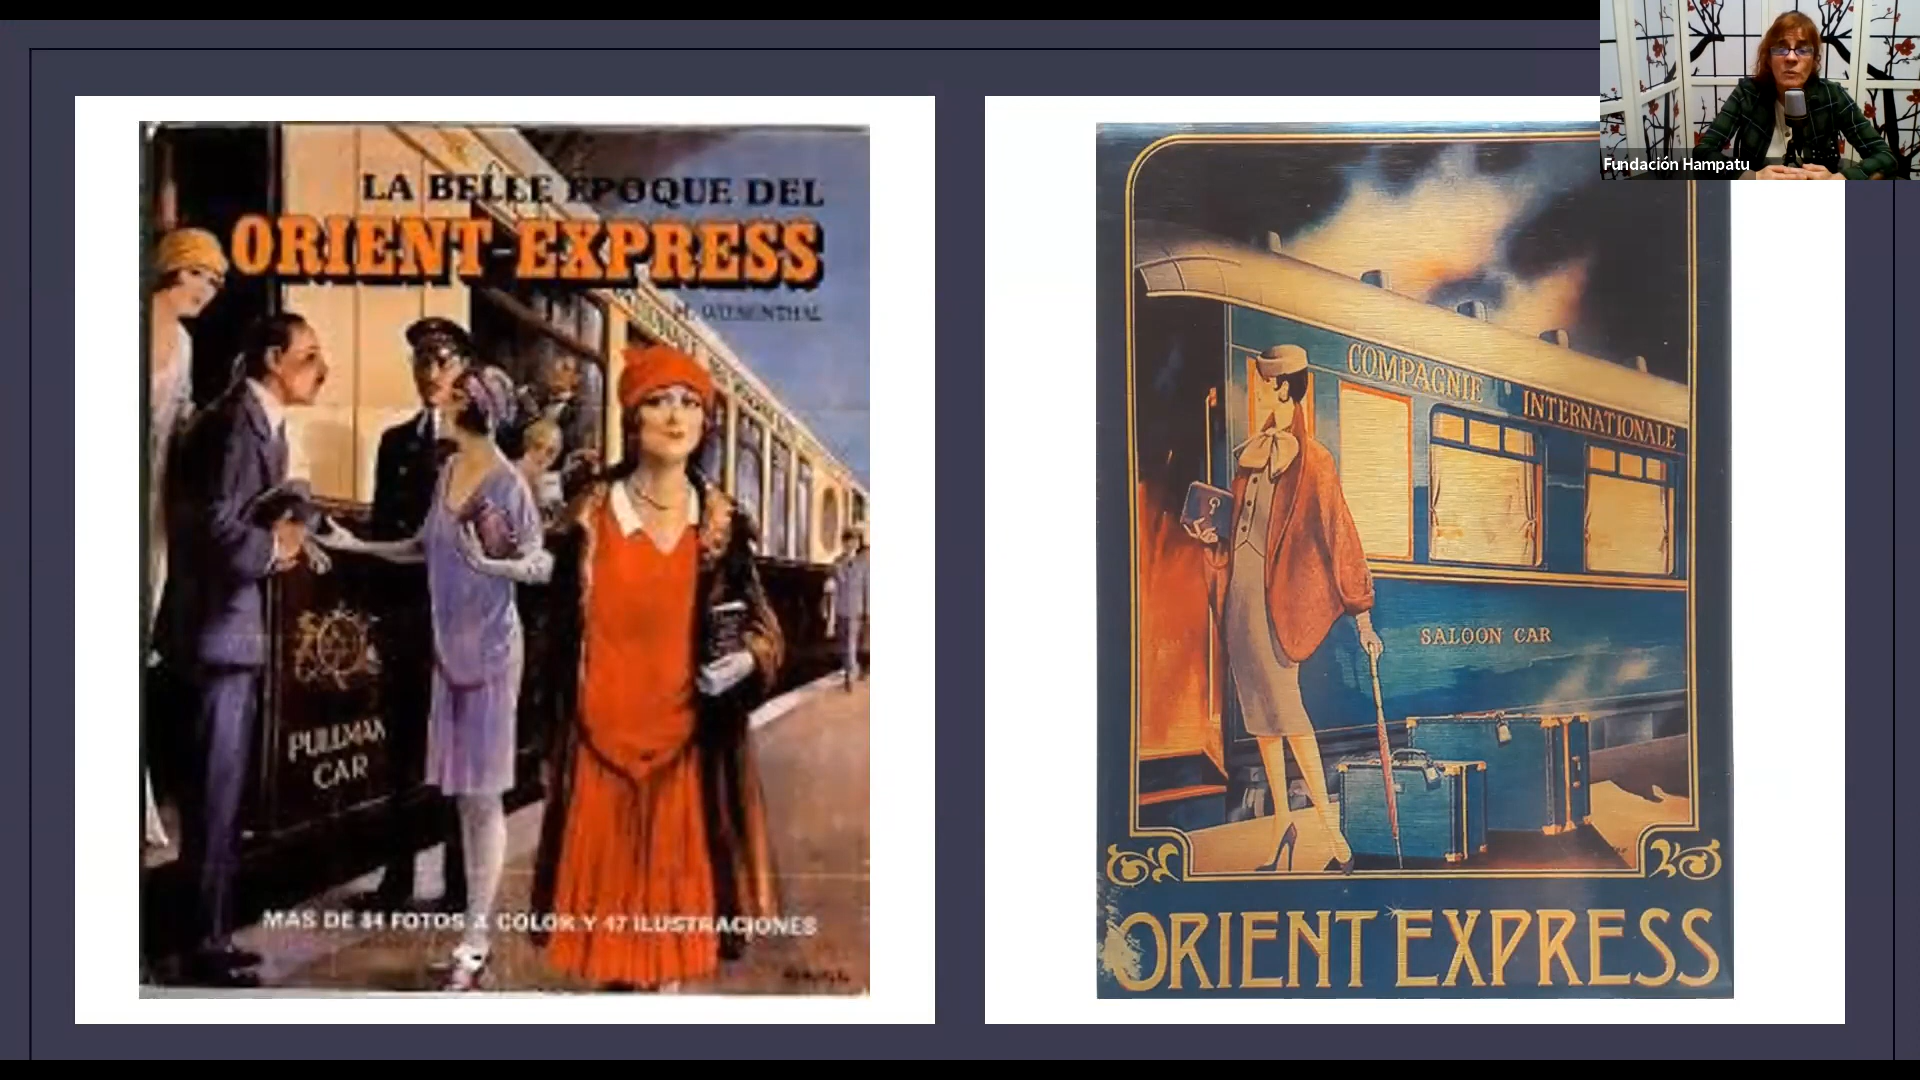 LA BELLE EPOQUE DEL
ORIENT-EXPRESS
M. WIESENTHAL
PULLMAN
CAR
MAS DE 84 FOTOS A COLOR Y 47 ILUSTRACIONES
COMPAGNIE INTERNATIONALE
SALOON CAR
ORIENT EXPRESS
Fundación Hampatu